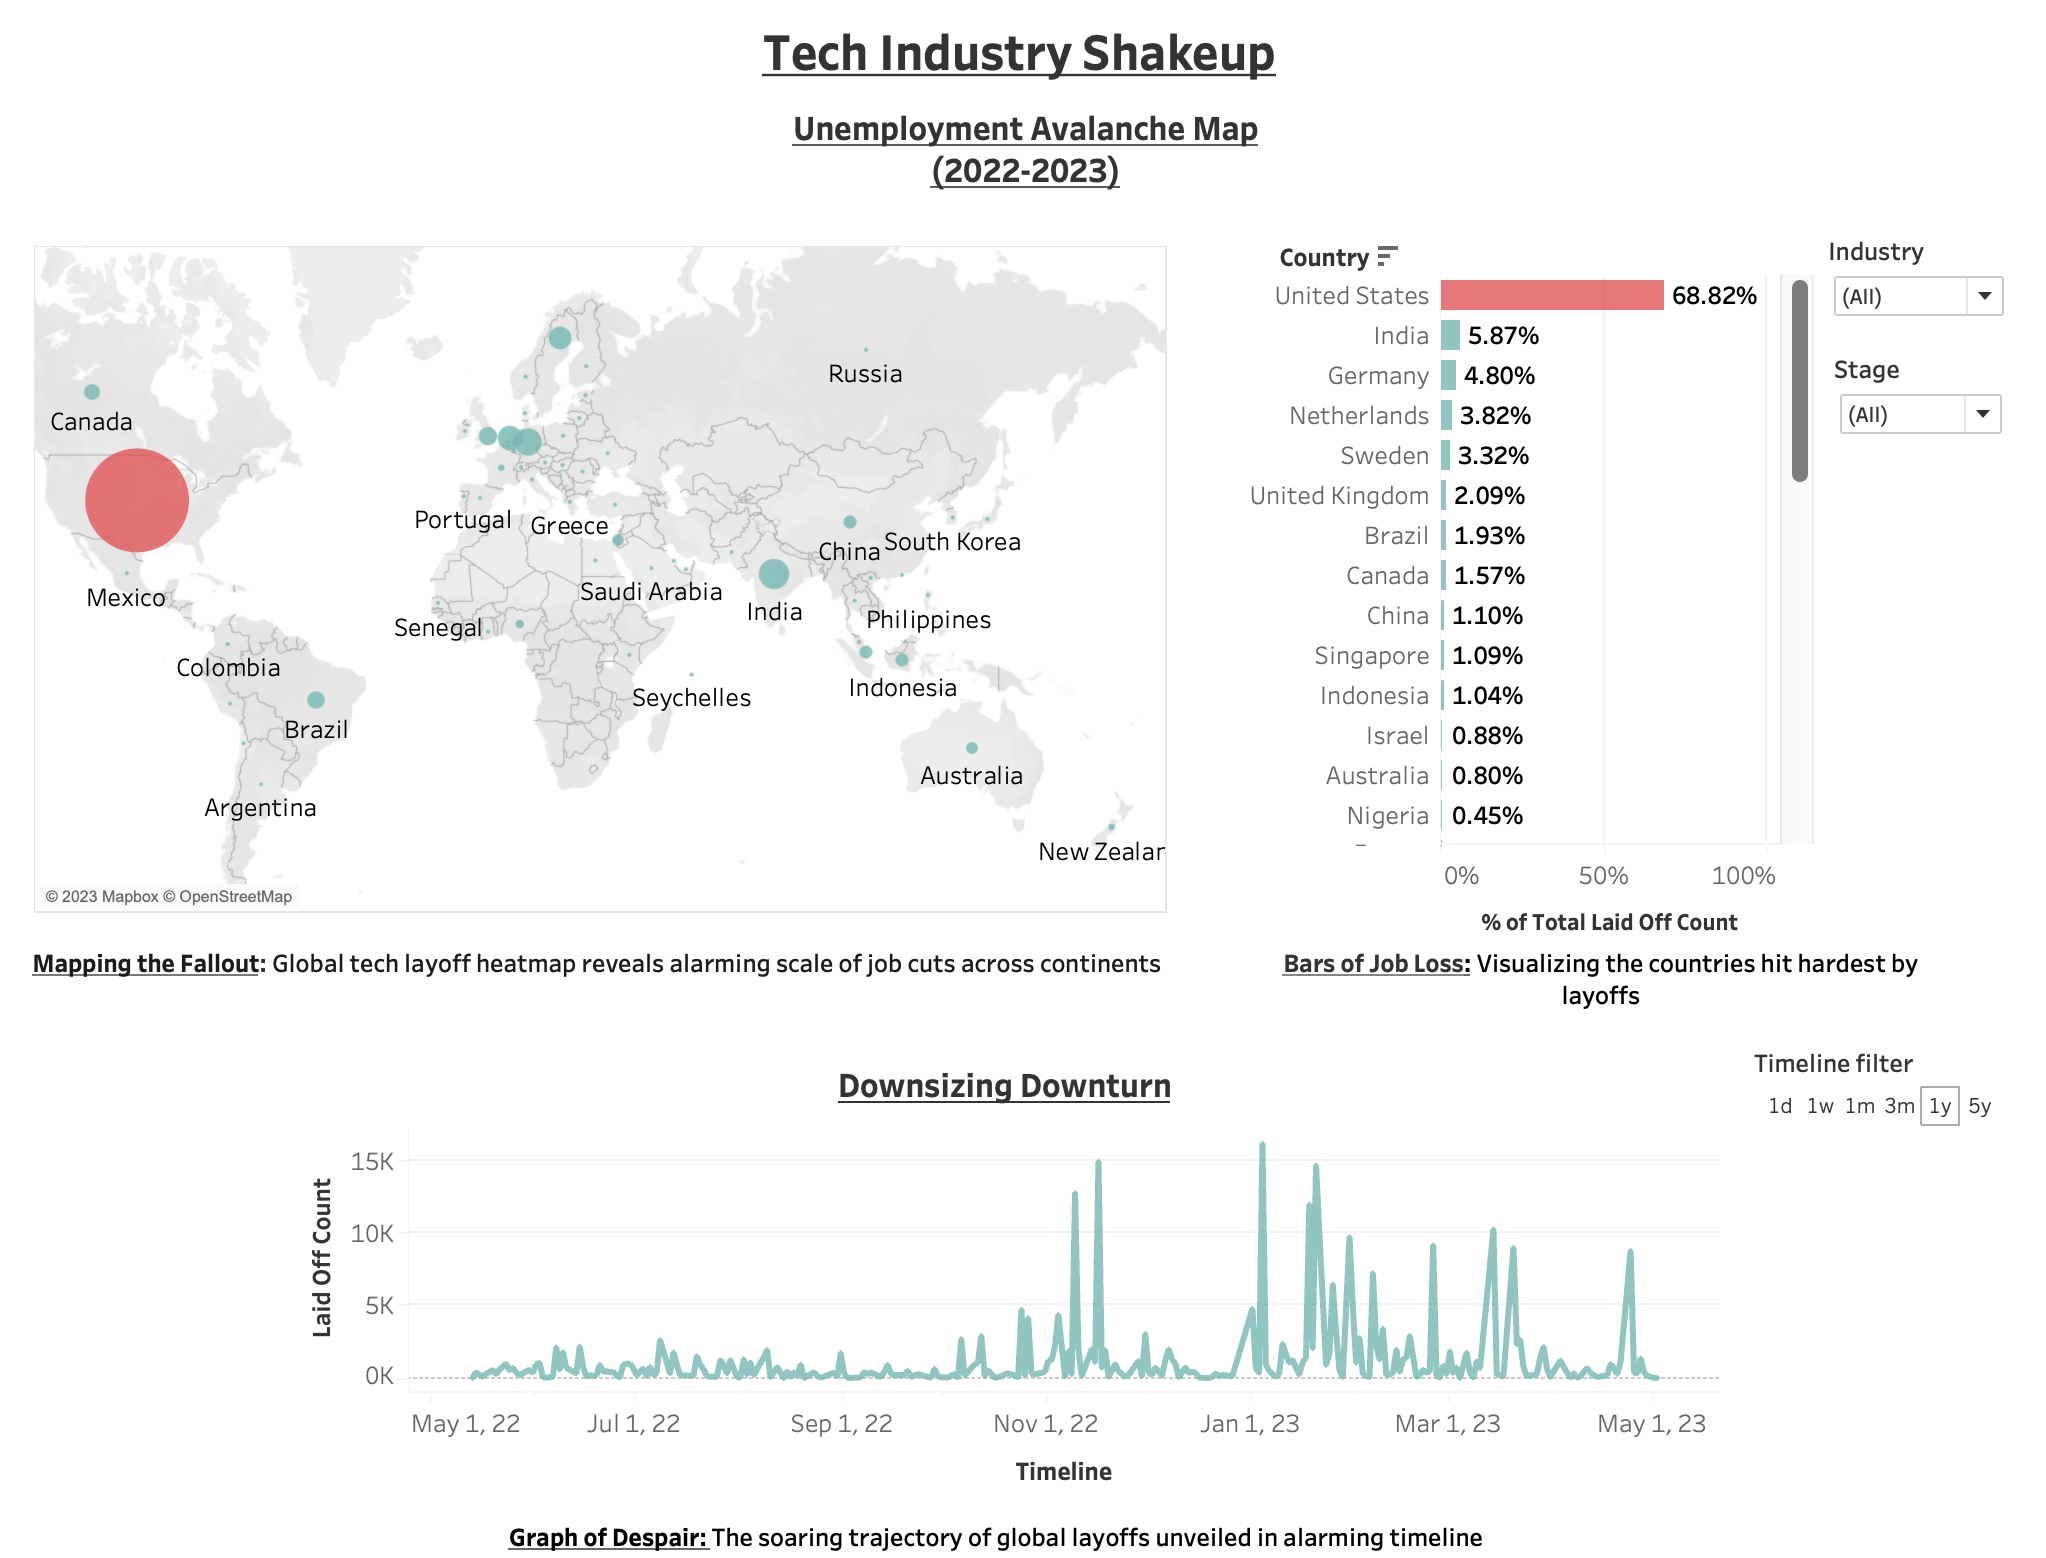 Tech Industry Shakeup
Unemployment Avalanche Map
(2022-2023)
Canada
Mexico
Colombia
Brazil
Argentina
Portugal
Greece
Senegal
Saudi Arabia
Seychelles
Russia
China
South Korea
India
Philippines
Indonesia
Australia
New Zealan
© 2023 Mapbox © OpenStreetMap
Mapping the Fallout: Global tech layoff heatmap reveals alarming scale of job cuts across continents
Country
United States 68.82%
India 5.87%
Germany 4.80%
Netherlands 3.82%
Sweden 3.32%
United Kingdom 2.09%
Brazil 1.93%
Canada 1.57%
China 1.10%
Singapore 1.09%
Indonesia 1.04%
Israel 0.88%
Australia 0.80%
Nigeria 0.45%
0% 50% 100%
% of Total Laid Off Count
Bars of Job Loss: Visualizing the countries hit hardest by
layoffs
Industry
(All)
Stage
(All)
Timeline filter
1d 1w 1m 3m 1y 5y
Downsizing Downturn
Laid Off Count
15K
10K
5K
0K
May 1, 22 Jul 1, 22 Sep 1, 22 Nov 1, 22 Jan 1, 23 Mar 1, 23 May 1, 23
Timeline
Graph of Despair: The soaring trajectory of global layoffs unveiled in alarming timeline